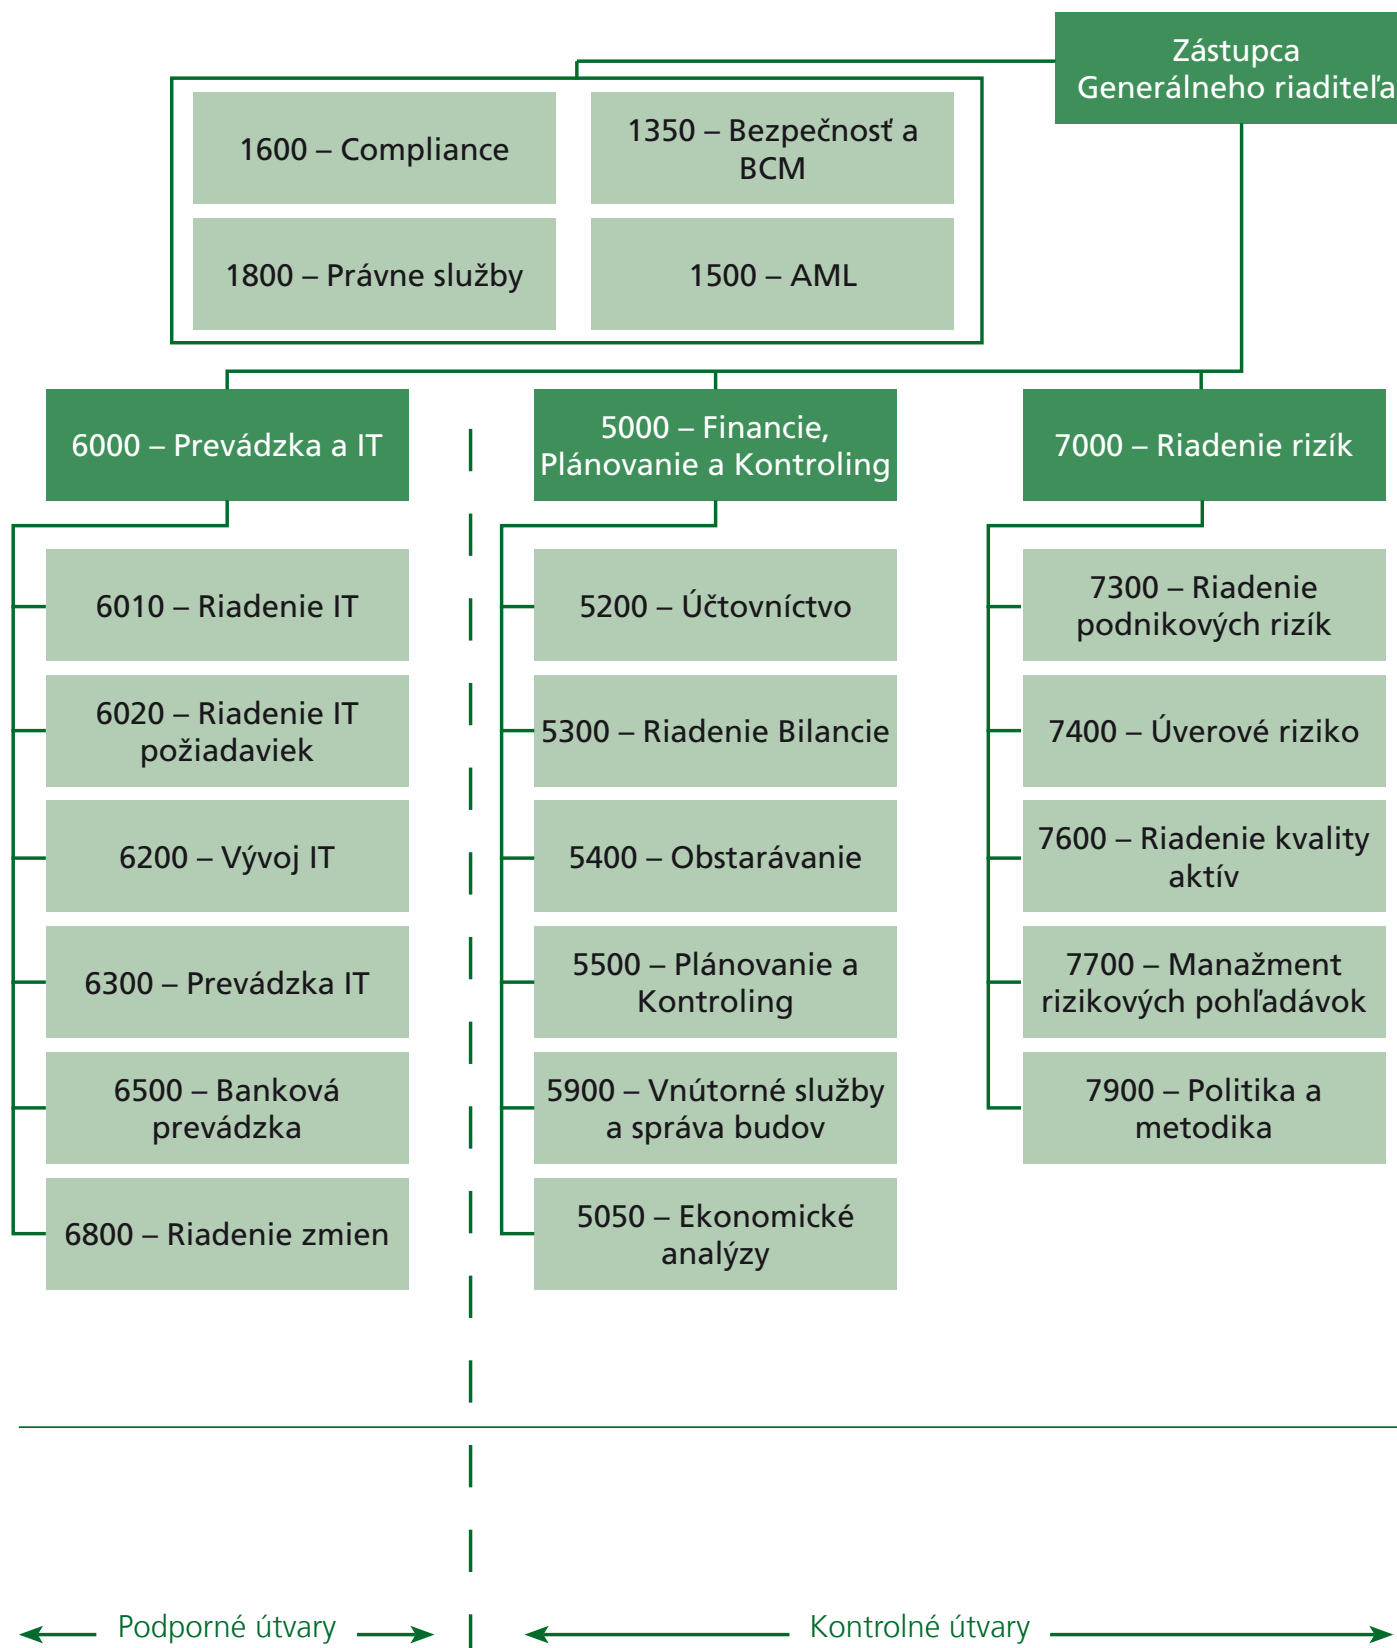 Zástupca
Generálneho riaditeľa
1600 – Compliance
1350 – Bezpečnosť a
BCM
1800 – Právne služby
1500 – AML
6000 – Prevádzka a IT
5000 – Financie,
Plánovanie a Kontroling
7000 – Riadenie rizík
6010 – Riadenie IT
6020 – Riadenie IT
požiadaviek
6200 – Vývoj IT
6300 – Prevádzka IT
6500 – Banková
prevádzka
6800 – Riadenie zmien
5200 – Účtovníctvo
5300 – Riadenie Bilancie
5400 – Obstarávanie
5500 – Plánovanie a
Kontroling
5900 – Vnútorné služby
a správa budov
5050 – Ekonomické
analýzy
7300 – Riadenie
podnikových rizík
7400 – Úverové riziko
7600 – Riadenie kvality
aktív
7700 – Manažment
rizikových pohľadávok
7900 – Politika a
metodika
Podporné útvary
Kontrolné útvary